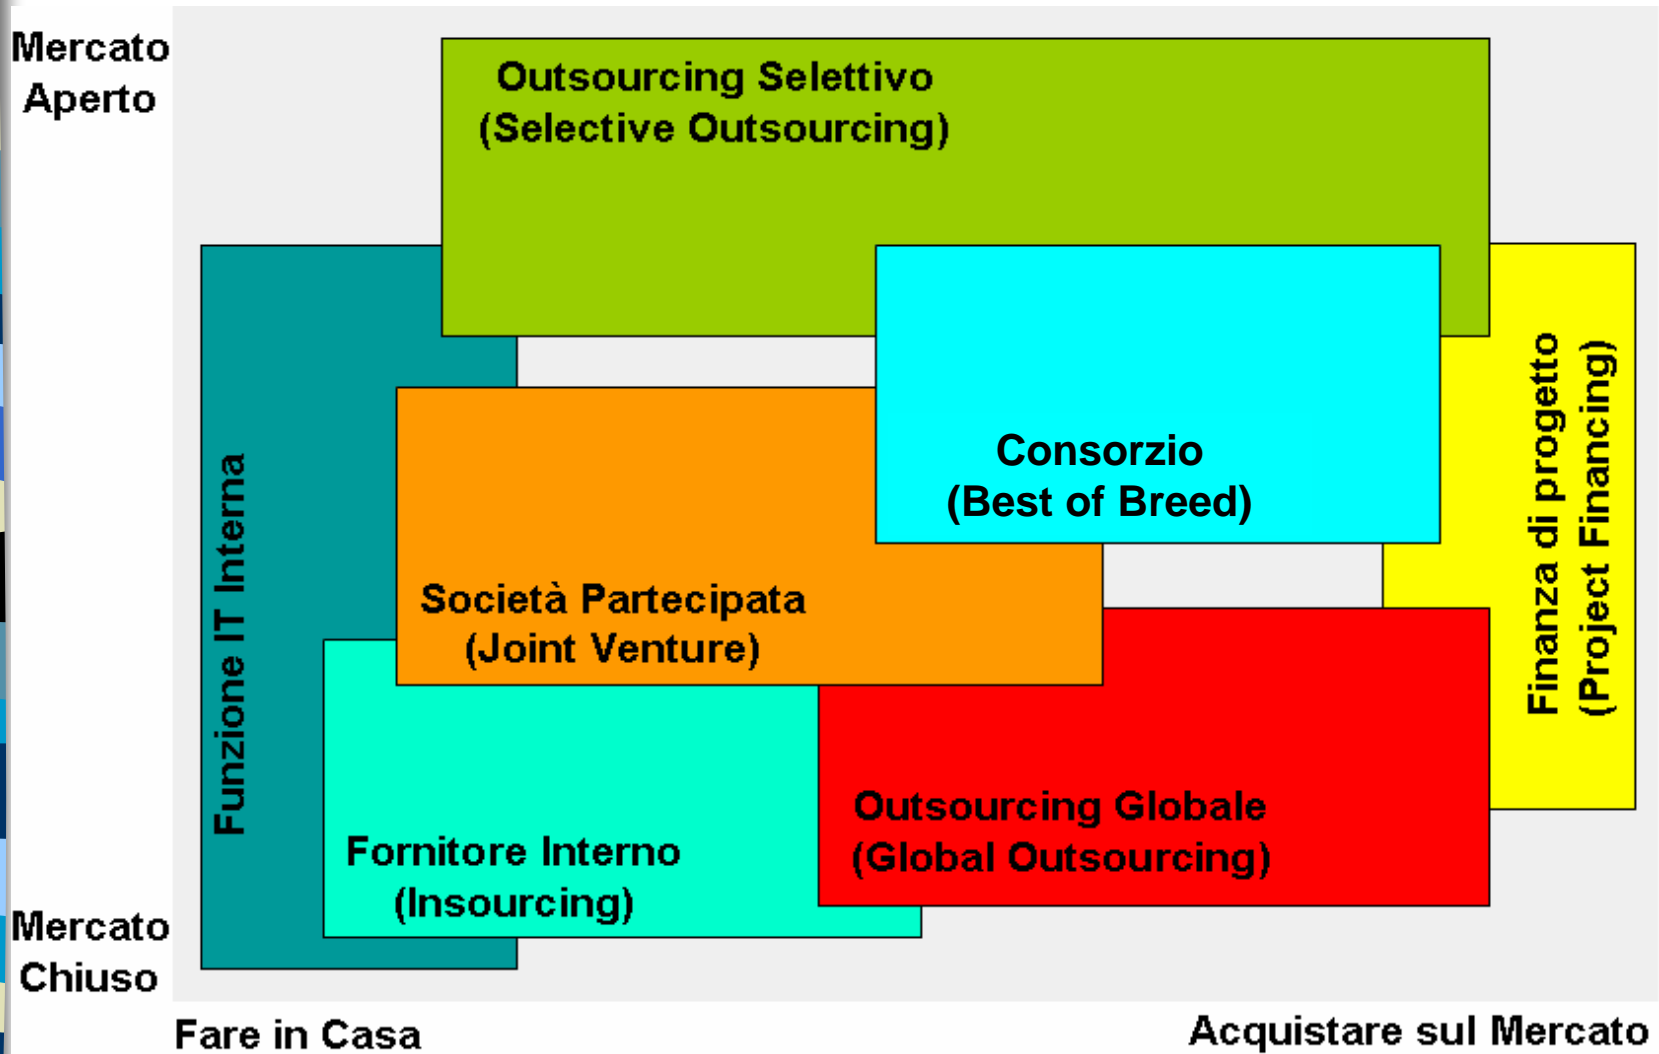 Mercato
Aperto
Outsourcing Selettivo
(Selective Outsourcing)
Funzione IT Interna
Consorzio
(Best of Breed)
Finanza di progetto
(Project Financing)
Società Partecipata
(Joint Venture)
Outsourcing Globale
(Global Outsourcing)
Fornitore Interno
(Insourcing)
Mercato
Chiuso
Fare in Casa
Acquistare sul Mercato